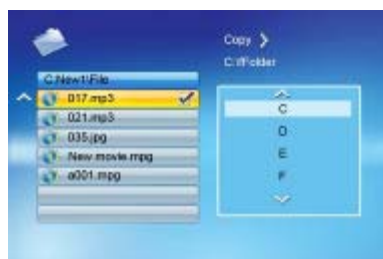 Copy >
C:\Folder
C:New1\File
017.mp3
021.mp3
035.jpg
New movie.mpg
a001.mpg
C
D
E
F